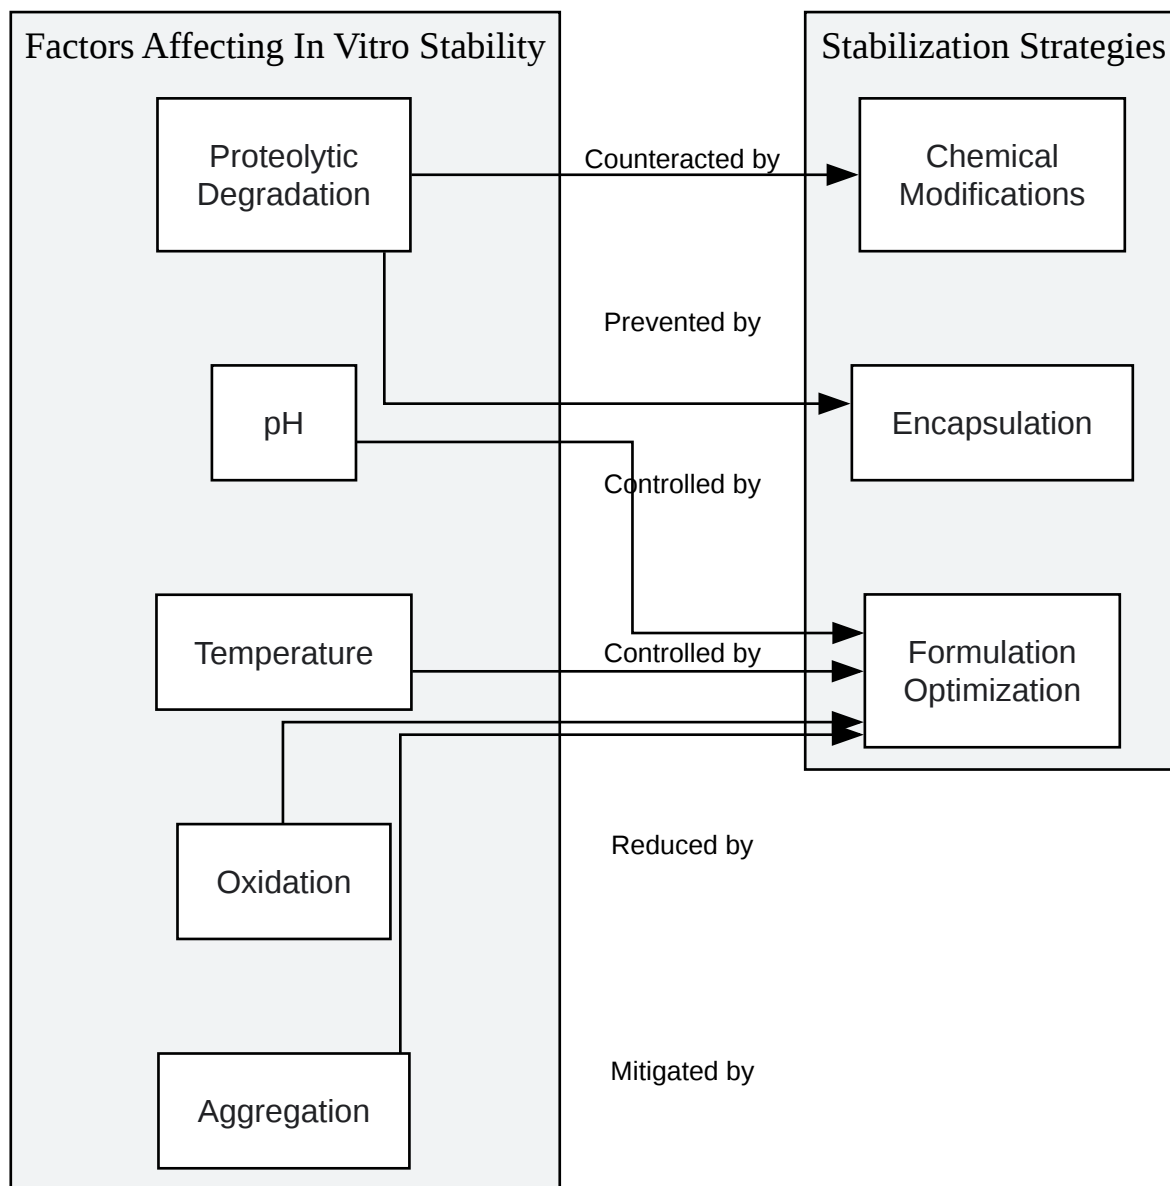 Factors Affecting In Vitro Stability
Stabilization Strategies
Proteolytic
Degradation
Counteracted by
Chemical
Modifications
Prevented by
pH
Encapsulation
Controlled by
Temperature
Controlled by
Formulation
Optimization
Oxidation
Reduced by
Aggregation
Mitigated by